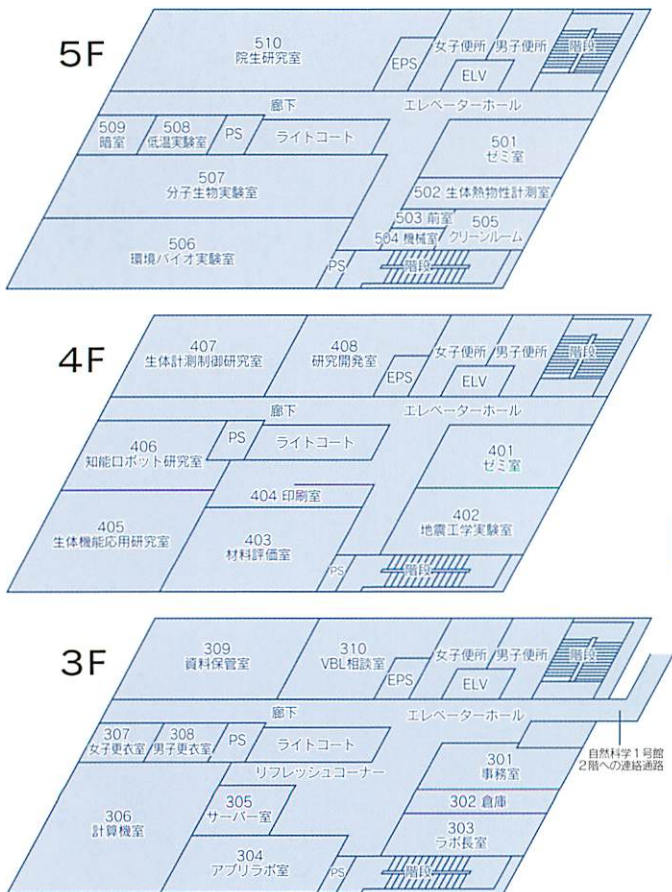 5F
510
院生研究室
EPS
女子便所
男子便所
ELV
階段
廊下
エレベーターホール
509
暗室
508
低温実験室
PS
ライトコート
501
ゼミ室
507
分子生物実験室
502 生体熱物性計測室
503 前室
504 機械室
505
クリーンルーム
506
環境バイオ実験室
PS
階段
4F
407
生体計測制御研究室
408
研究開発室
EPS
女子便所
男子便所
ELV
階段
廊下
エレベーターホール
406
知能ロボット研究室
PS
ライトコート
401
ゼミ室
404 印刷室
405
生体機能応用研究室
403
材料評価室
402
地震工学実験室
PS
階段
3F
309
資料保管室
310
VBL相談室
EPS
女子便所
男子便所
ELV
階段
廊下
エレベーターホール
307
女子更衣室
308
男子更衣室
PS
ライトコート
自然科学1号館
2階への連絡通路
リフレッシュコーナー
301
事務室
306
計算機室
305
サーバー室
302 倉庫
303
ラボ長室
304
アプリラボ室
PS
階段